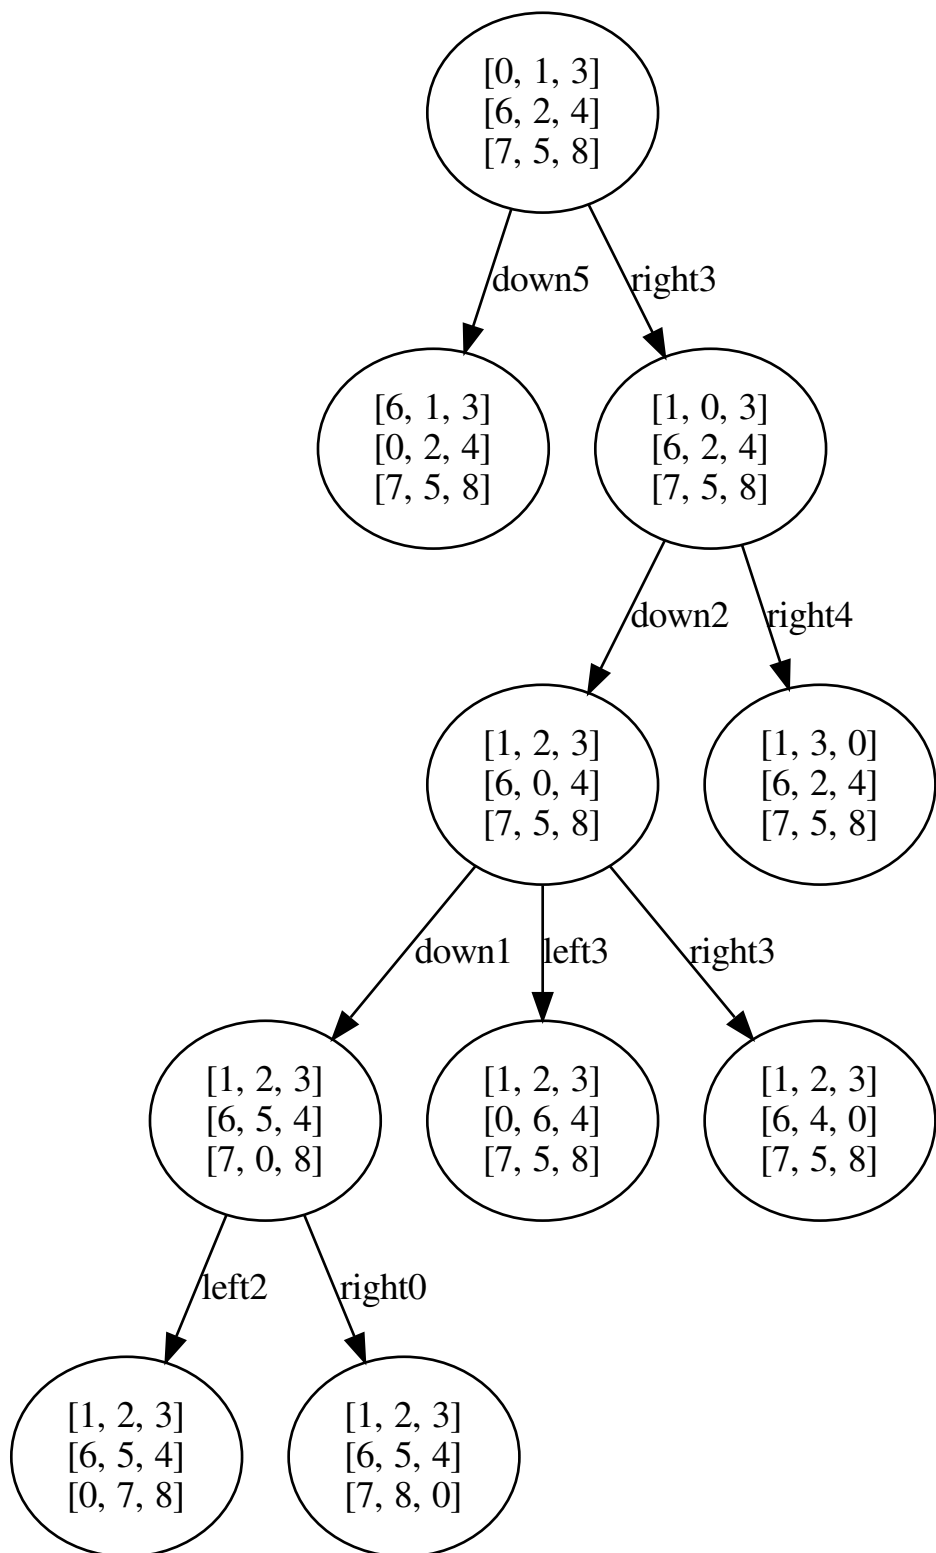 [0, 1, 3]
[6, 2, 4]
[7, 5, 8]
down5
right3
[6, 1, 3]
[0, 2, 4]
[7, 5, 8]
[1, 0, 3]
[6, 2, 4]
[7, 5, 8]
down2
right4
[1, 2, 3]
[6, 0, 4]
[7, 5, 8]
[1, 3, 0]
[6, 2, 4]
[7, 5, 8]
down1
left3
right3
[1, 2, 3]
[6, 5, 4]
[7, 0, 8]
[1, 2, 3]
[0, 6, 4]
[7, 5, 8]
[1, 2, 3]
[6, 4, 0]
[7, 5, 8]
left2
right0
[1, 2, 3]
[6, 5, 4]
[0, 7, 8]
[1, 2, 3]
[6, 5, 4]
[7, 8, 0]